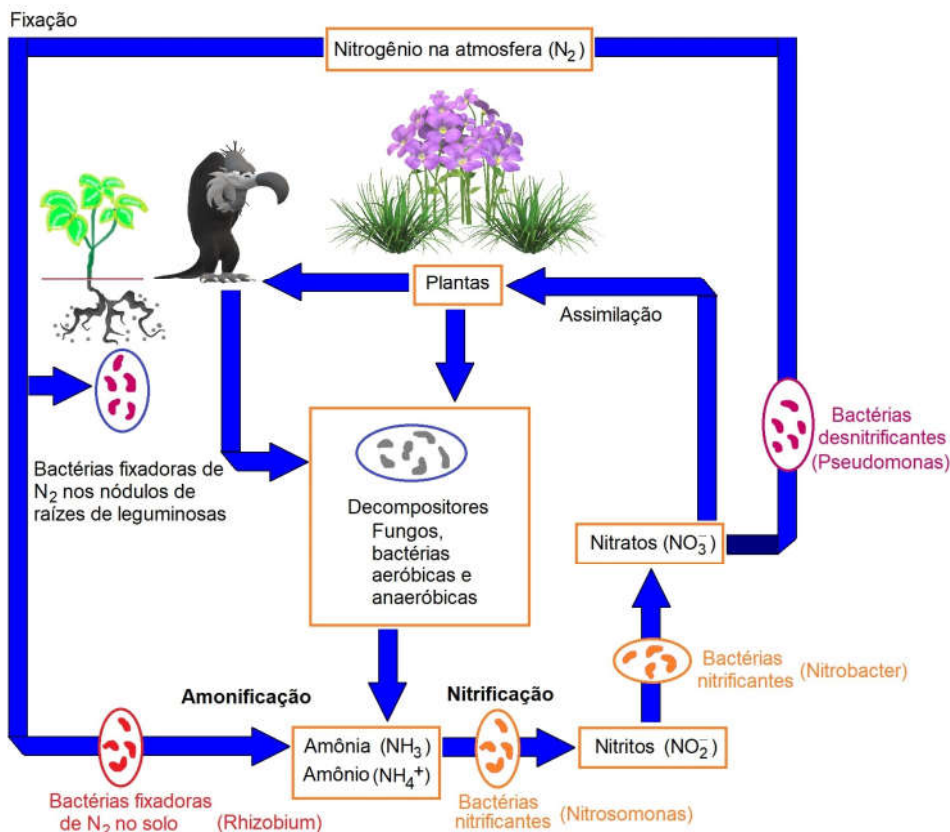 Fixação
Nitrogênio na atmosfera (N₂)
Plantas
Assimilação
Bactérias
desnitrificantes
(Pseudomonas)
Bactérias fixadoras de
N₂ nos nódulos de
raízes de leguminosas
Decompositores
Fungos,
bactérias
aeróbicas e
anaeróbicas
Nitratos (NO₃⁻)
Bactérias
nitrificantes (Nitrobacter)
Amonificação
Nitrificação
Amônia (NH₃)
Amônio (NH₄⁺)
Nitritos (NO₂⁻)
Bactérias fixadoras
de N₂ no solo (Rhizobium)
Bactérias
nitrificantes (Nitrosomonas)